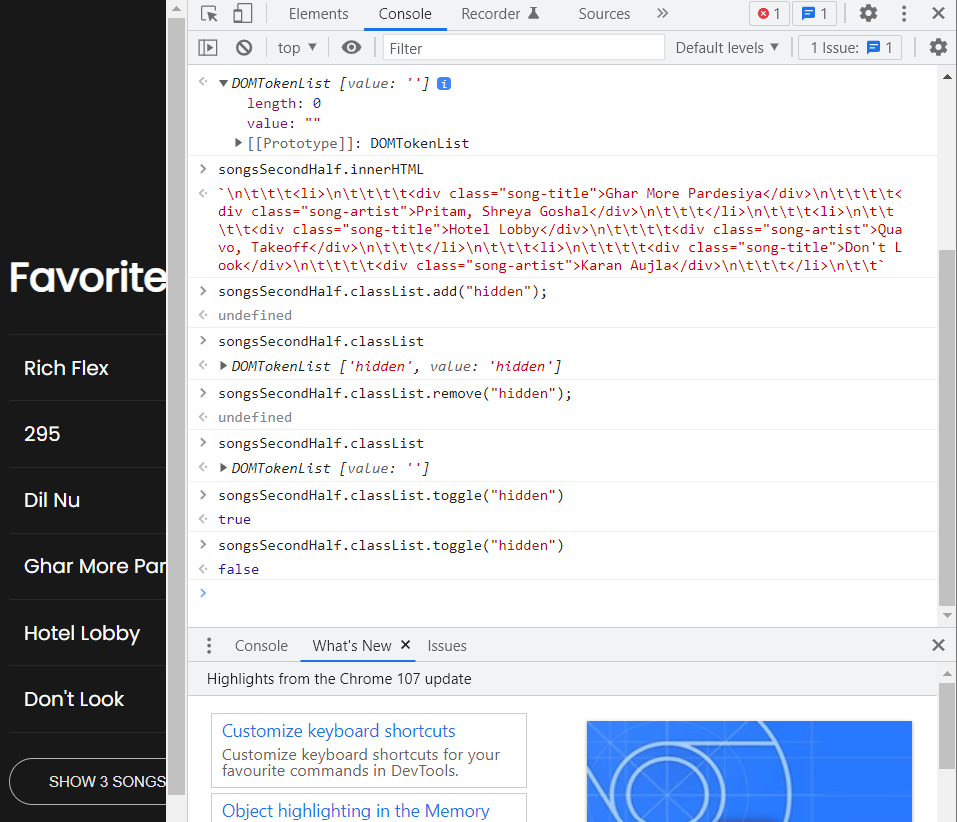 Elements Console Recorder Sources » 1 1
top Filter Default levels 1 Issue: 1
DOMTokenList [value: '']
length: 0
value: ""
[[Prototype]]: DOMTokenList
songsSecondHalf.innerHTML
`\n\t\t\t<li>\n\t\t\t\t<div class="song-title">Ghar More Pardesiya</div>\n\t\t\t\t<
div class="song-artist">Pritam, Shreya Goshal</div>\n\t\t\t</li>\n\t\t\t<li>\n\t\t
\t\t<div class="song-title">Hotel Lobby</div>\n\t\t\t\t<div class="song-artist">Qua
vo, Takeoff</div>\n\t\t\t</li>\n\t\t\t<li>\n\t\t\t\t<div class="song-title">Don't L
ook</div>\n\t\t\t\t<div class="song-artist">Karan Aujla</div>\n\t\t\t</li>\n\t\t`
songsSecondHalf.classList.add("hidden");
undefined
songsSecondHalf.classList
DOMTokenList ['hidden', value: 'hidden']
songsSecondHalf.classList.remove("hidden");
undefined
songsSecondHalf.classList
DOMTokenList [value: '']
songsSecondHalf.classList.toggle("hidden")
true
songsSecondHalf.classList.toggle("hidden")
false
Console What's New Issues
Highlights from the Chrome 107 update
Customize keyboard shortcuts
Customize keyboard shortcuts for your
favourite commands in DevTools.
Object highlighting in the Memory
Favorite
Rich Flex
295
Dil Nu
Ghar More Par
Hotel Lobby
Don't Look
SHOW 3 SONGS